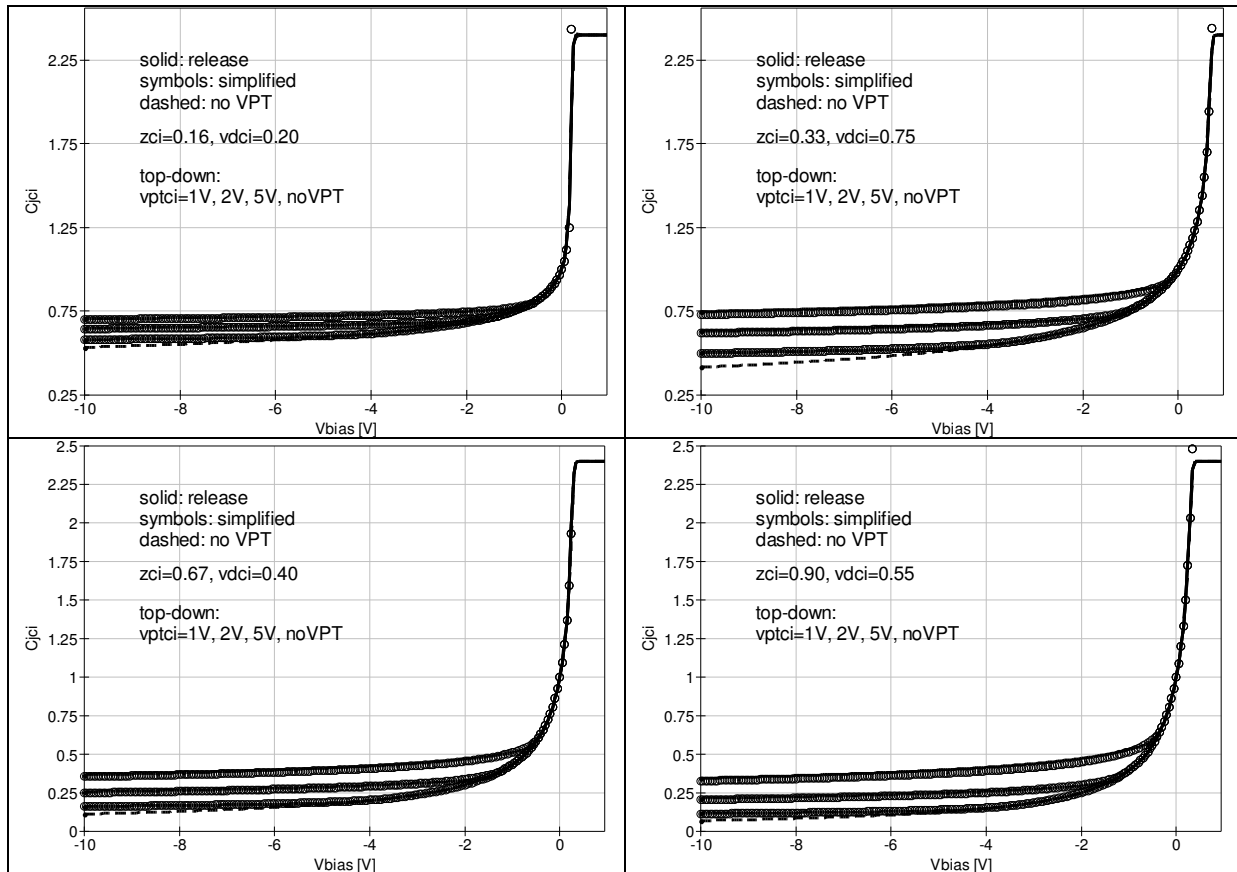 2.25
1.75
1.25
0.75
0.25
Cjci
solid: release
symbols: simplified
dashed: no VPT
zci=0.16, vdci=0.20
top-down:
vptci=1V, 2V, 5V, noVPT
-10 -8 -6 -4 -2 0
Vbias [V]
2.25
1.75
1.25
0.75
0.25
Cjci
solid: release
symbols: simplified
dashed: no VPT
zci=0.33, vdci=0.75
top-down:
vptci=1V, 2V, 5V, noVPT
-10 -8 -6 -4 -2 0
Vbias [V]
2.5
2.25
2
1.75
1.5
1.25
1
0.75
0.5
0.25
0
Cjci
solid: release
symbols: simplified
dashed: no VPT
zci=0.67, vdci=0.40
top-down:
vptci=1V, 2V, 5V, noVPT
-10 -8 -6 -4 -2 0
Vbias [V]
2.5
2.25
2
1.75
1.5
1.25
1
0.75
0.5
0.25
0
Cjci
solid: release
symbols: simplified
dashed: no VPT
zci=0.90, vdci=0.55
top-down:
vptci=1V, 2V, 5V, noVPT
-10 -8 -6 -4 -2 0
Vbias [V]